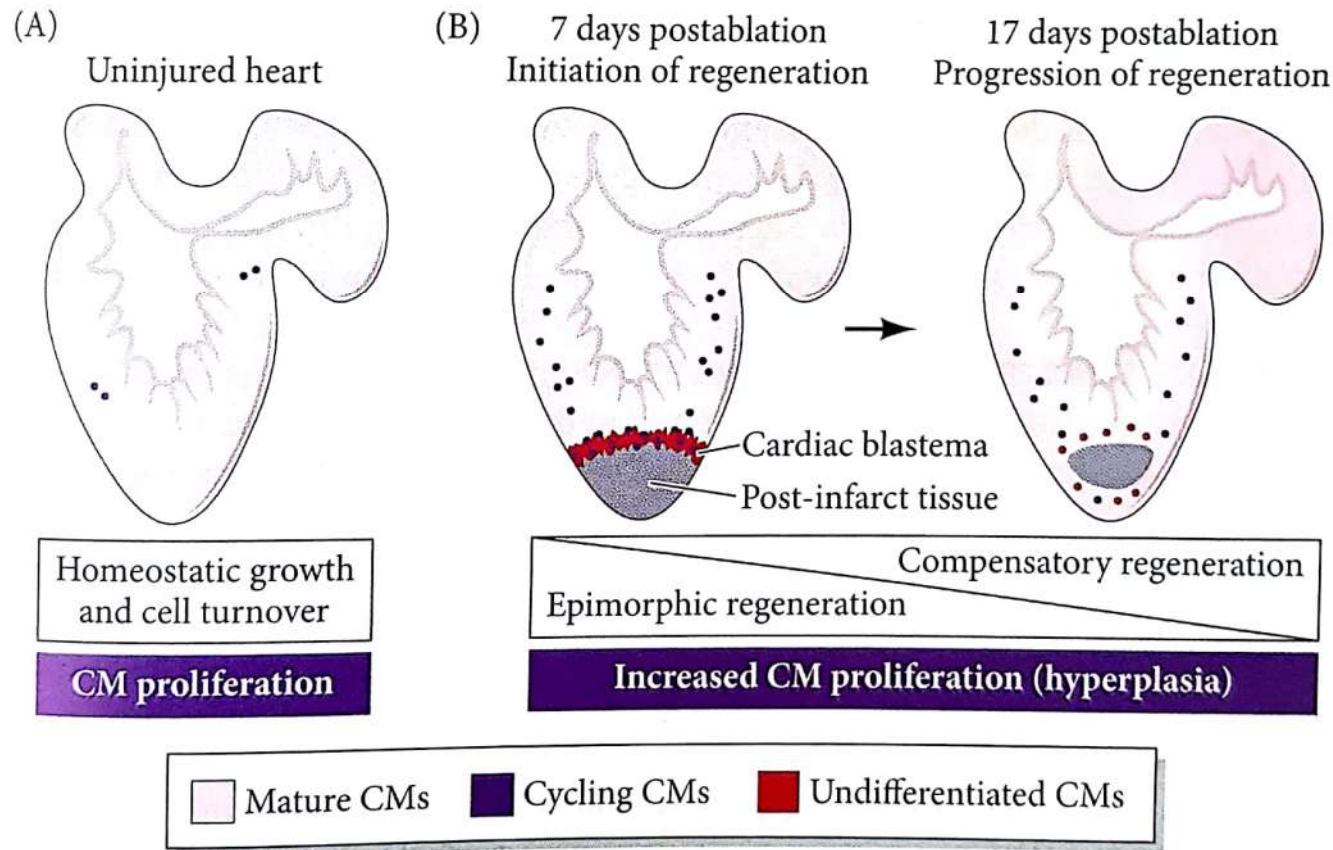 (A)
Uninjured heart
(B)
7 days postablation
Initiation of regeneration
17 days postablation
Progression of regeneration
Cardiac blastema
Post-infarct tissue
Homeostatic growth
and cell turnover
CM proliferation
Compensatory regeneration
Epimorphic regeneration
Increased CM proliferation (hyperplasia)
Mature CMs
Cycling CMs
Undifferentiated CMs